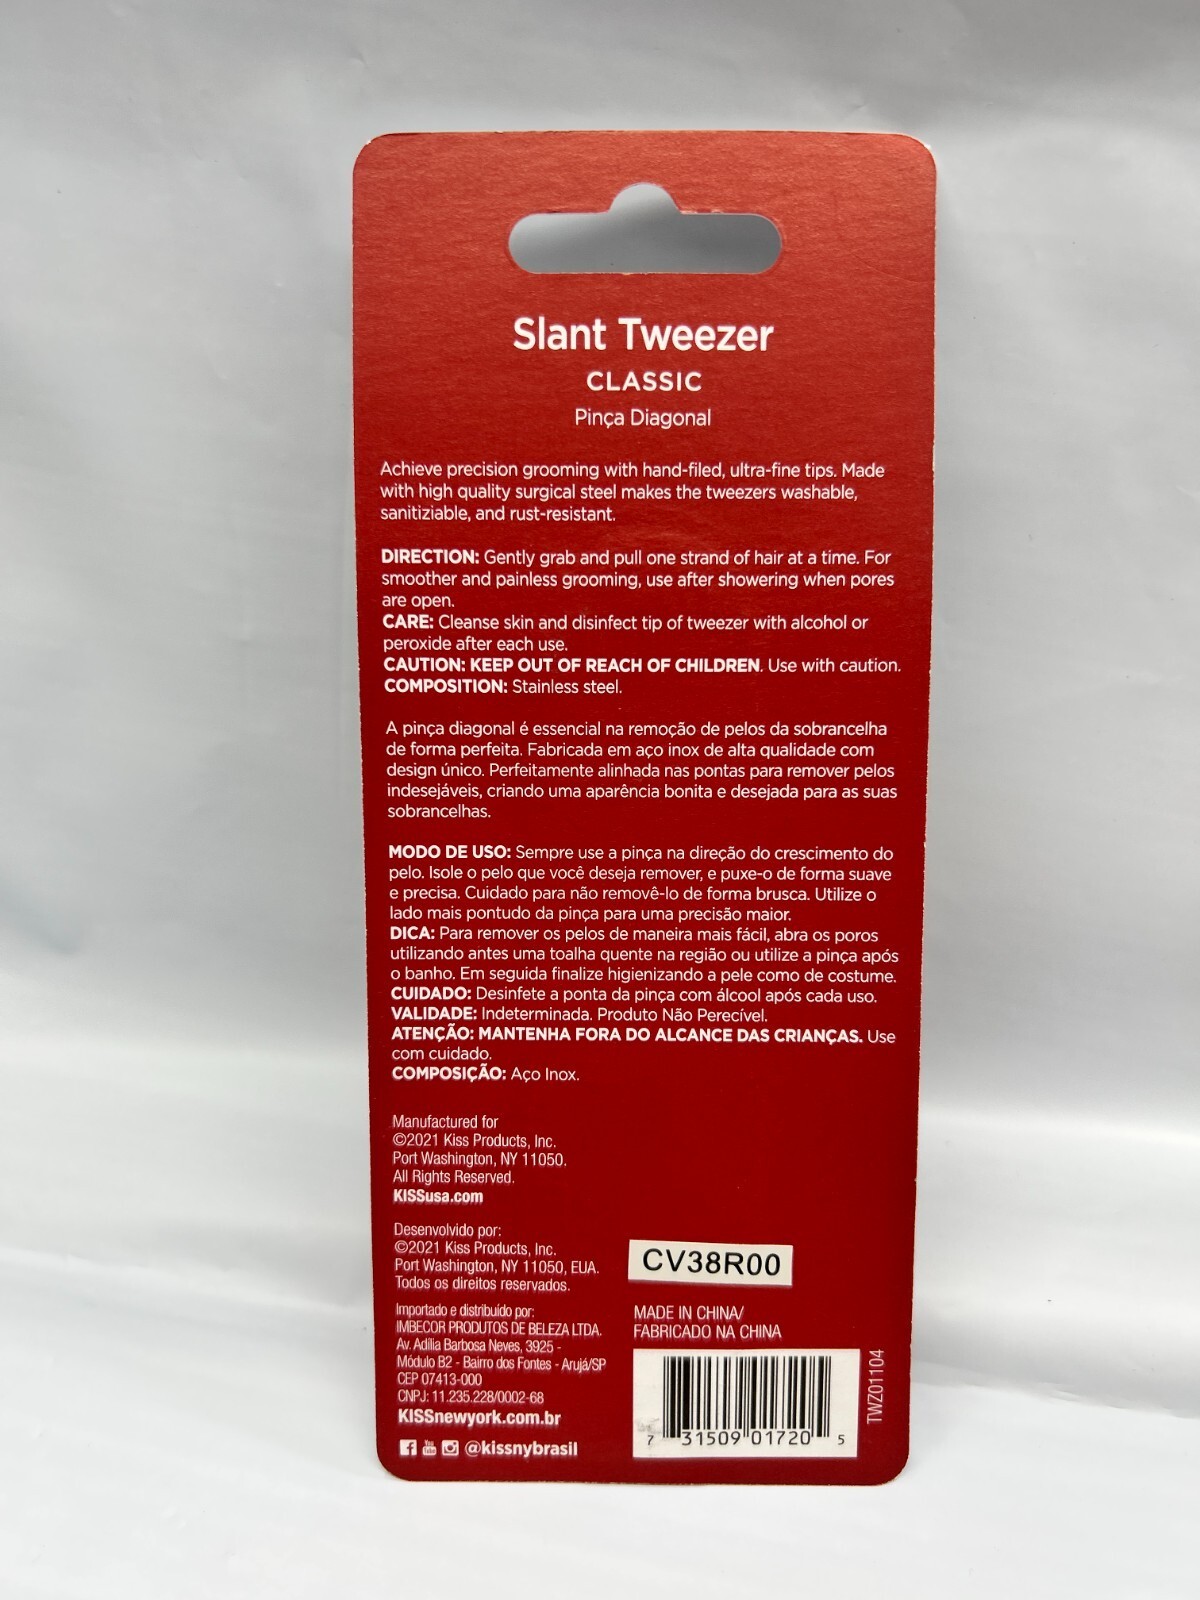 Slant Tweezer
CLASSIC
Pinça Diagonal
Achieve precision grooming with hand-filed, ultra-fine tips. Made
with high quality surgical steel makes the tweezers washable,
sanitiziable, and rust-resistant.
DIRECTION: Gently grab and pull one strand of hair at a time. For
smoother and painless grooming, use after showering when pores
are open.
CARE: Cleanse skin and disinfect tip of tweezer with alcohol or
peroxide after each use.
CAUTION: KEEP OUT OF REACH OF CHILDREN. Use with caution.
COMPOSITION: Stainless steel.
A pinça diagonal é essencial na remoção de pelos da sobrancelha
de forma perfeita. Fabricada em aço inox de alta qualidade com
design único. Perfeitamente alinhada nas pontas para remover pelos
indesejáveis, criando uma aparência bonita e desejada para as suas
sobrancelhas.
MODO DE USO: Sempre use a pinça na direção do crescimento do
pelo. Isole o pelo que você deseja remover, e puxe-o de forma suave
e precisa. Cuidado para não removê-lo de forma brusca. Utilize o
lado mais pontudo da pinça para uma precisão maior.
DICA: Para remover os pelos de maneira mais fácil, abra os poros
utilizando antes uma toalha quente na região ou utilize a pinça após
o banho. Em seguida finalize higienizando a pele como de costume.
CUIDADO: Desinfete a ponta da pinça com álcool após cada uso.
VALIDADE: Indeterminada. Produto Não Perecível.
ATENÇÃO: MANTENHA FORA DO ALCANCE DAS CRIANÇAS. Use
com cuidado.
COMPOSIÇÃO: Aço Inox.
Manufactured for
©2021 Kiss Products, Inc.
Port Washington, NY 11050.
All Rights Reserved.
KISSusa.com
Desenvolvido por:
©2021 Kiss Products, Inc.
Port Washington, NY 11050, EUA.
Todos os direitos reservados.
Importado e distribuído por:
IMBECOR PRODUTOS DE BELEZA LTDA.
Av. Adília Barbosa Neves, 3925 -
Módulo B2 - Bairro dos Fontes - Arujá/SP
CEP 07413-000
CNPJ: 11.235.228/0002-68
KISSnewyork.com.br
@kissnybrasil
CV38R00
MADE IN CHINA/
FABRICADO NA CHINA
7 31509 01720 5
TWZ01104